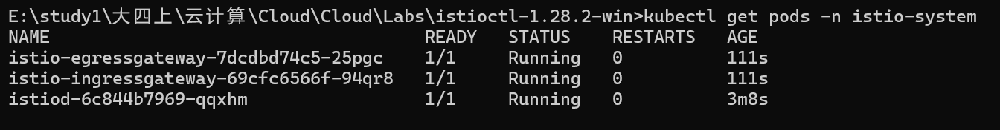 E:\study1\大四上\云计算\Cloud\Cloud\Labs\istioctl-1.28.2-win>kubectl get pods -n istio-system
NAME READY STATUS RESTARTS AGE
istio-egressgateway-7dcdbd74c5-25pgc 1/1 Running 0 111s
istio-ingressgateway-69cfc6566f-94qr8 1/1 Running 0 111s
istiod-6c844b7969-qqxhm 1/1 Running 0 3m8s